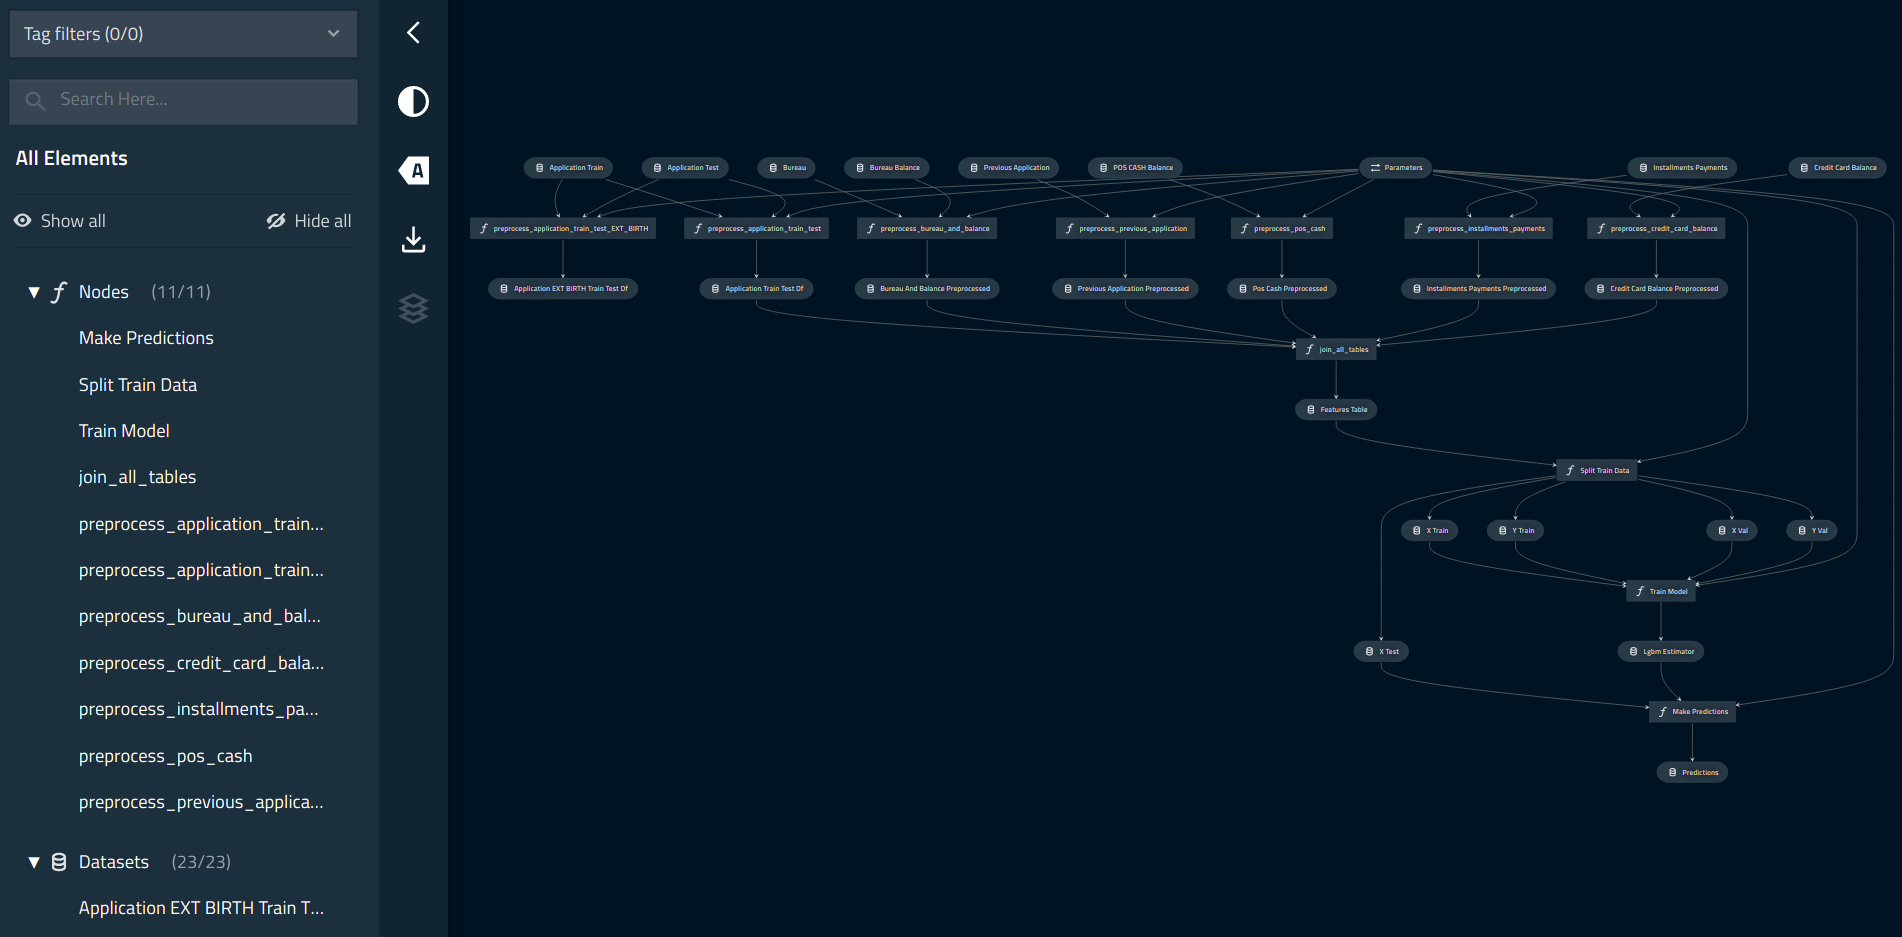 Tag filters (0/0)
Search Here...
All Elements
Show all
Hide all
Nodes (11/11)
Make Predictions
Split Train Data
Train Model
join_all_tables
preprocess_application_train...
preprocess_application_train...
preprocess_bureau_and_bal...
preprocess_credit_card_bala...
preprocess_installments_pa...
preprocess_pos_cash
preprocess_previous_applica...
Datasets (23/23)
Application EXT BIRTH Train T...
A
Application Train
Application Test
Bureau
Bureau Balance
Previous Application
POS CASH Balance
Parameters
Installments Payments
Credit Card Balance
preprocess_application_train_test_EXT_BIRTH
preprocess_application_train_test
preprocess_bureau_and_balance
preprocess_previous_application
preprocess_pos_cash
preprocess_installments_payments
preprocess_credit_card_balance
Application EXT BIRTH Train Test Df
Application Train Test Df
Bureau And Balance Preprocessed
Previous Application Preprocessed
Pos Cash Preprocessed
Installments Payments Preprocessed
Credit Card Balance Preprocessed
join_all_tables
Features Table
Split Train Data
X Train
Y Train
X Val
Y Val
Train Model
X Test
Lgbm Estimator
Make Predictions
Predictions